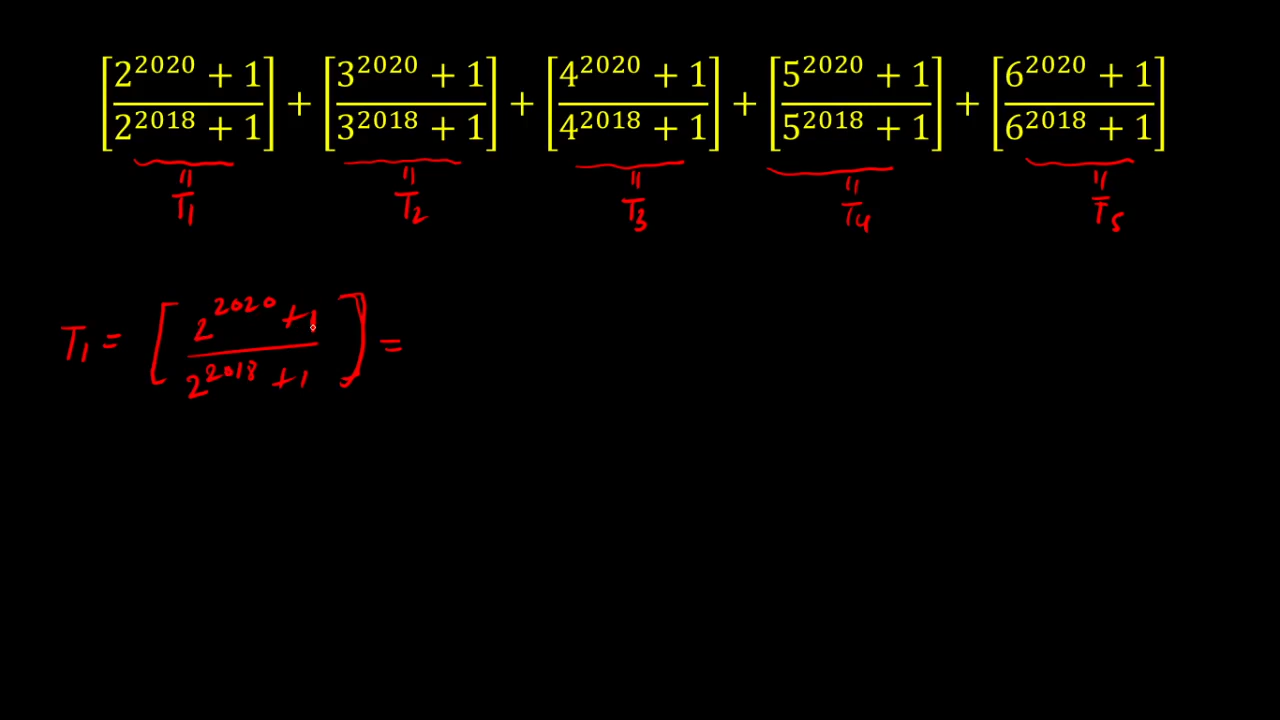 [2^2020 + 1 / 2^2018 + 1] + [3^2020 + 1 / 3^2018 + 1] + [4^2020 + 1 / 4^2018 + 1] + [5^2020 + 1 / 5^2018 + 1] + [6^2020 + 1 / 6^2018 + 1]
= = = = =
T1 T2 T3 T4 T5
T1 = [2^2020 + 1 / 2^2018 + 1] =